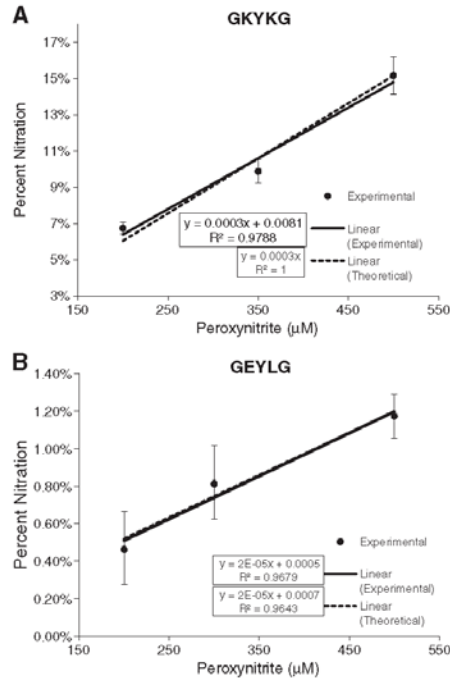 A
GKYKG
17%
15%
13%
11%
9%
7%
5%
3%
Percent Nitration
Experimental
y = 0.0003x + 0.0081
R² = 0.9788
Linear
(Experimental)
y = 0.0003x
R² = 1
Linear
(Theoretical)
150
250
350
450
550
Peroxynitrite (µM)
B
GEYLG
1.40%
1.20%
1.00%
0.80%
0.60%
0.40%
0.20%
0.00%
Percent Nitration
Experimental
y = 2E-05x + 0.0005
R² = 0.9679
Linear
(Experimental)
y = 2E-05x + 0.0007
R² = 0.9643
Linear
(Theoretical)
150
250
350
450
550
Peroxynitrite (µM)